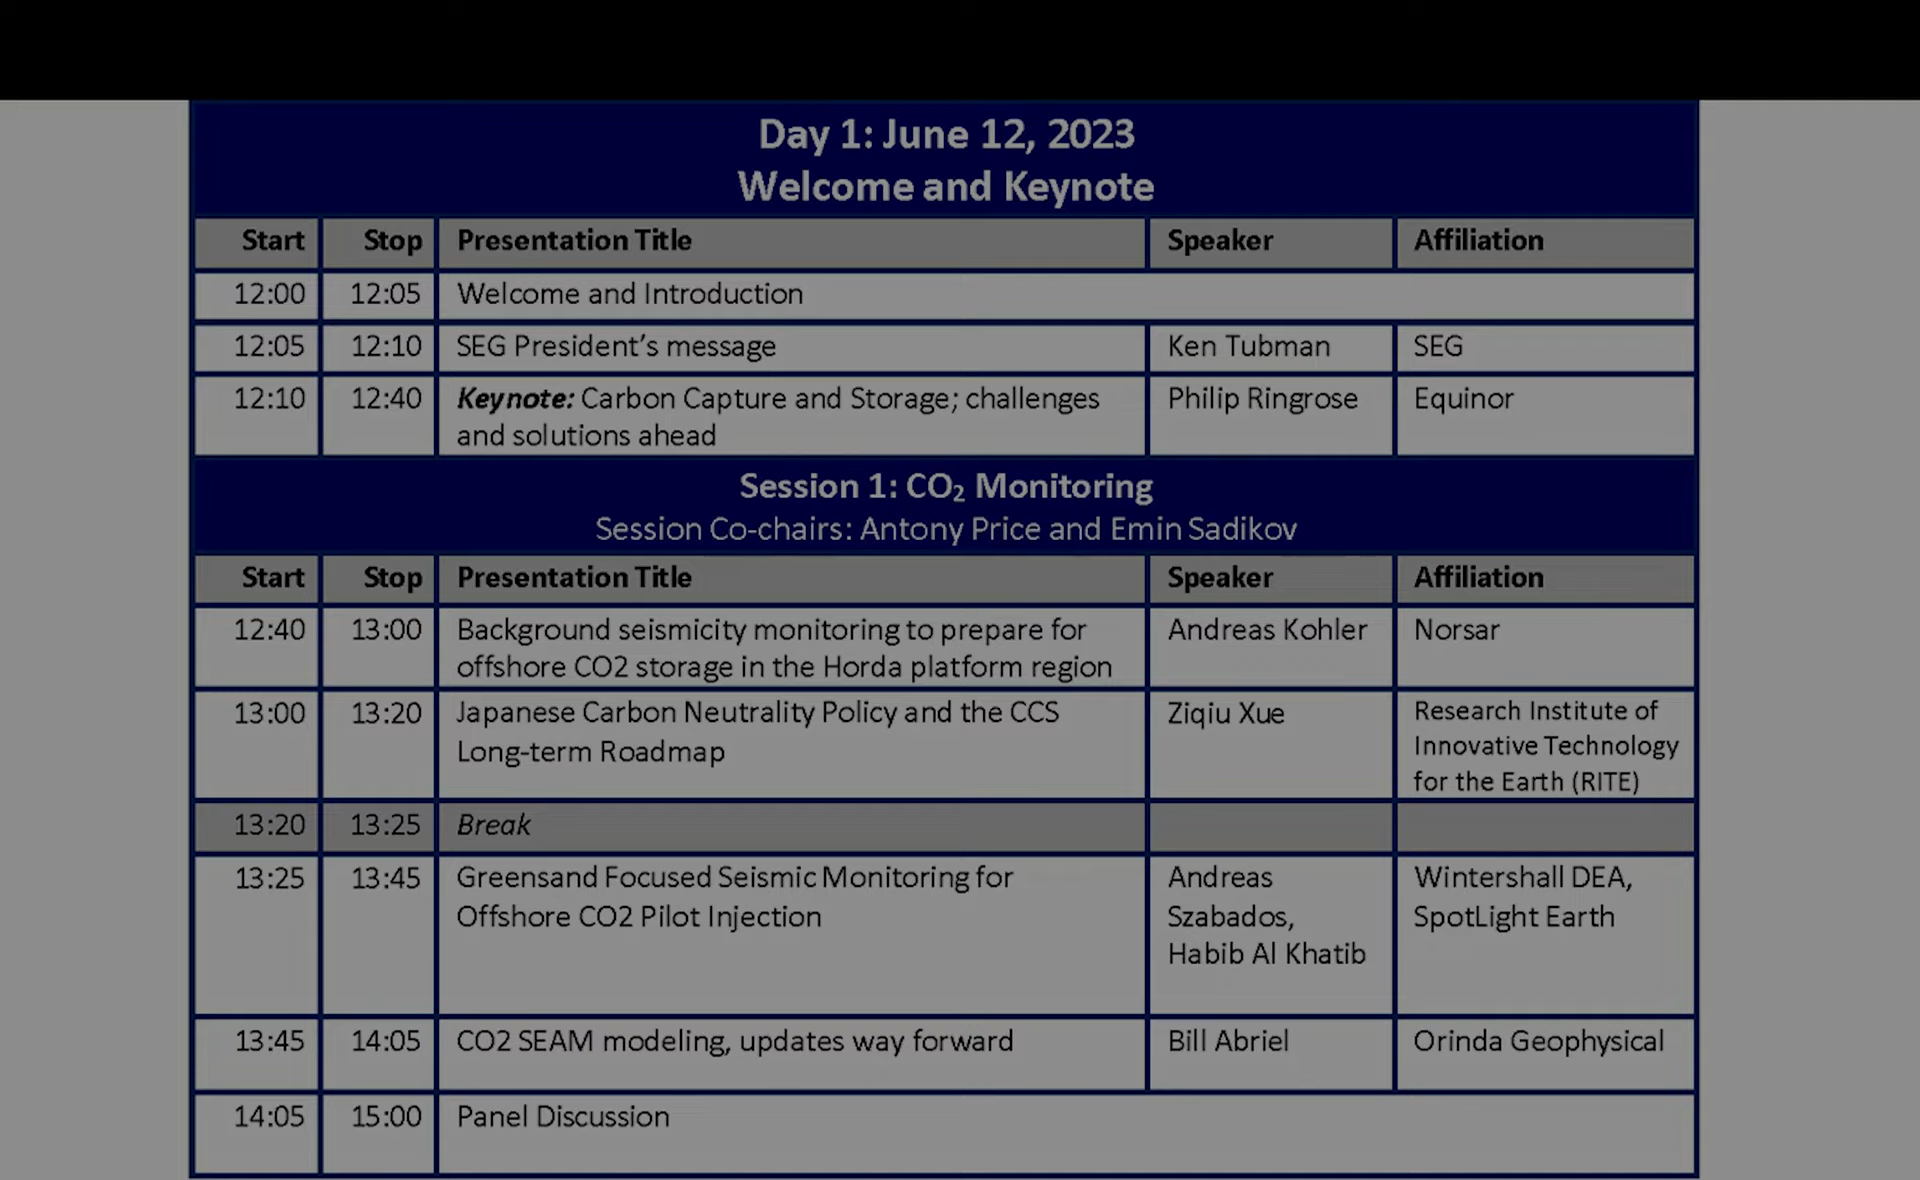 Day 1: June 12, 2023
Welcome and Keynote
Start Stop Presentation Title Speaker Affiliation
12:00 12:05 Welcome and Introduction
12:05 12:10 SEG President’s message Ken Tubman SEG
12:10 12:40 Keynote: Carbon Capture and Storage; challenges Philip Ringrose Equinor
and solutions ahead
Session 1: CO₂ Monitoring
Session Co-chairs: Antony Price and Emin Sadikov
Start Stop Presentation Title Speaker Affiliation
12:40 13:00 Background seismicity monitoring to prepare for Andreas Kohler Norsar
offshore CO2 storage in the Horda platform region
13:00 13:20 Japanese Carbon Neutrality Policy and the CCS Ziqiu Xue Research Institute of
Long-term Roadmap Innovative Technology
for the Earth (RITE)
13:20 13:25 Break
13:25 13:45 Greensand Focused Seismic Monitoring for Andreas Wintershall DEA,
Offshore CO2 Pilot Injection Szabados, SpotLight Earth
Habib Al Khatib
13:45 14:05 CO2 SEAM modeling, updates way forward Bill Abriel Orinda Geophysical
14:05 15:00 Panel Discussion